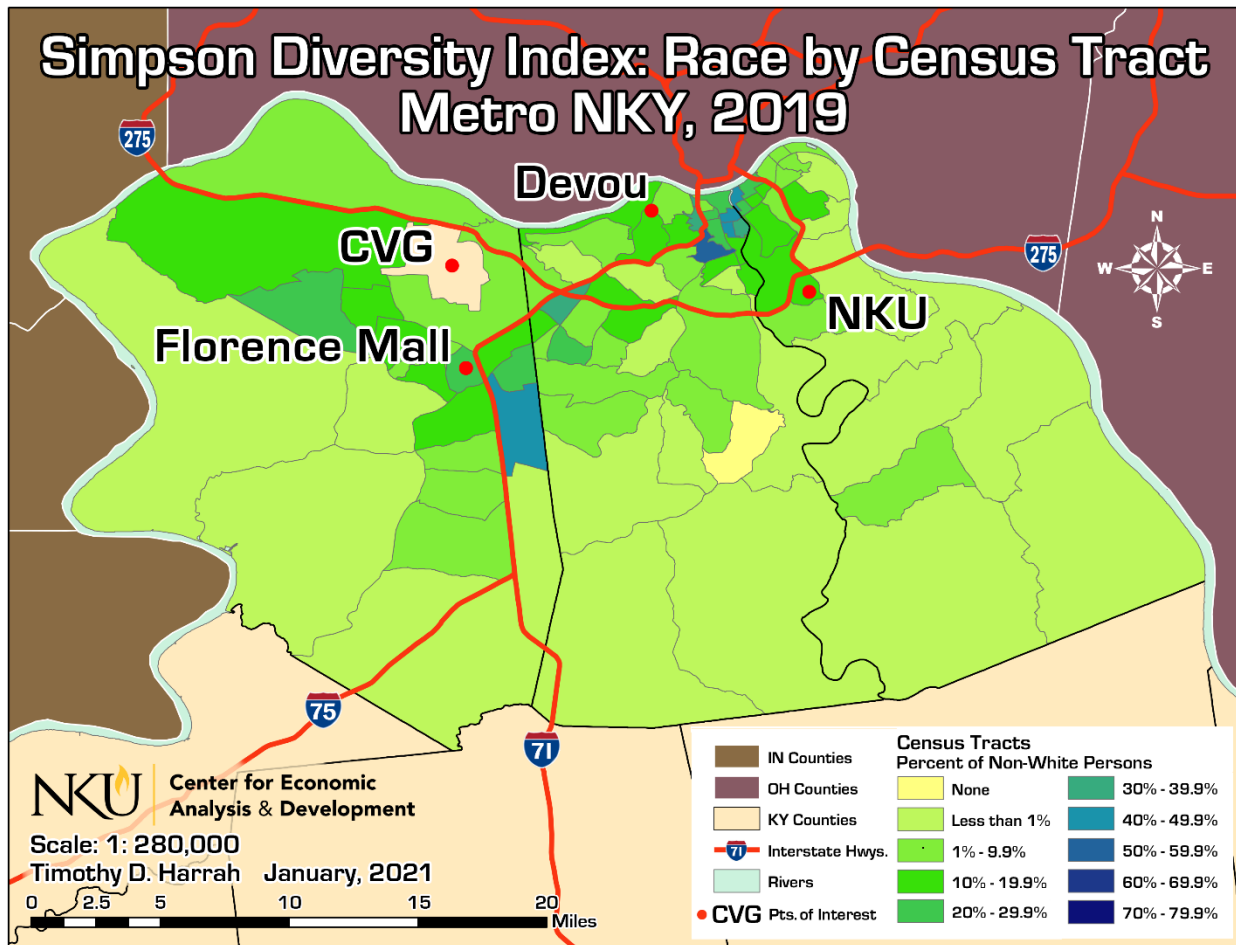 Simpson Diversity Index: Race by Census Tract
Metro NKY, 2019
275
Devou
CVG
275
N
W E
S
NKU
Florence Mall
75
71
NKU Center for Economic
Analysis & Development
Scale: 1: 280,000
Timothy D. Harrah January, 2021
0 2.5 5 10 15 20
Miles
IN Counties
OH Counties
KY Counties
71 Interstate Hwys.
Rivers
CVG Pts. of Interest
Census Tracts
Percent of Non-White Persons
None
Less than 1%
1% - 9.9%
10% - 19.9%
20% - 29.9%
30% - 39.9%
40% - 49.9%
50% - 59.9%
60% - 69.9%
70% - 79.9%